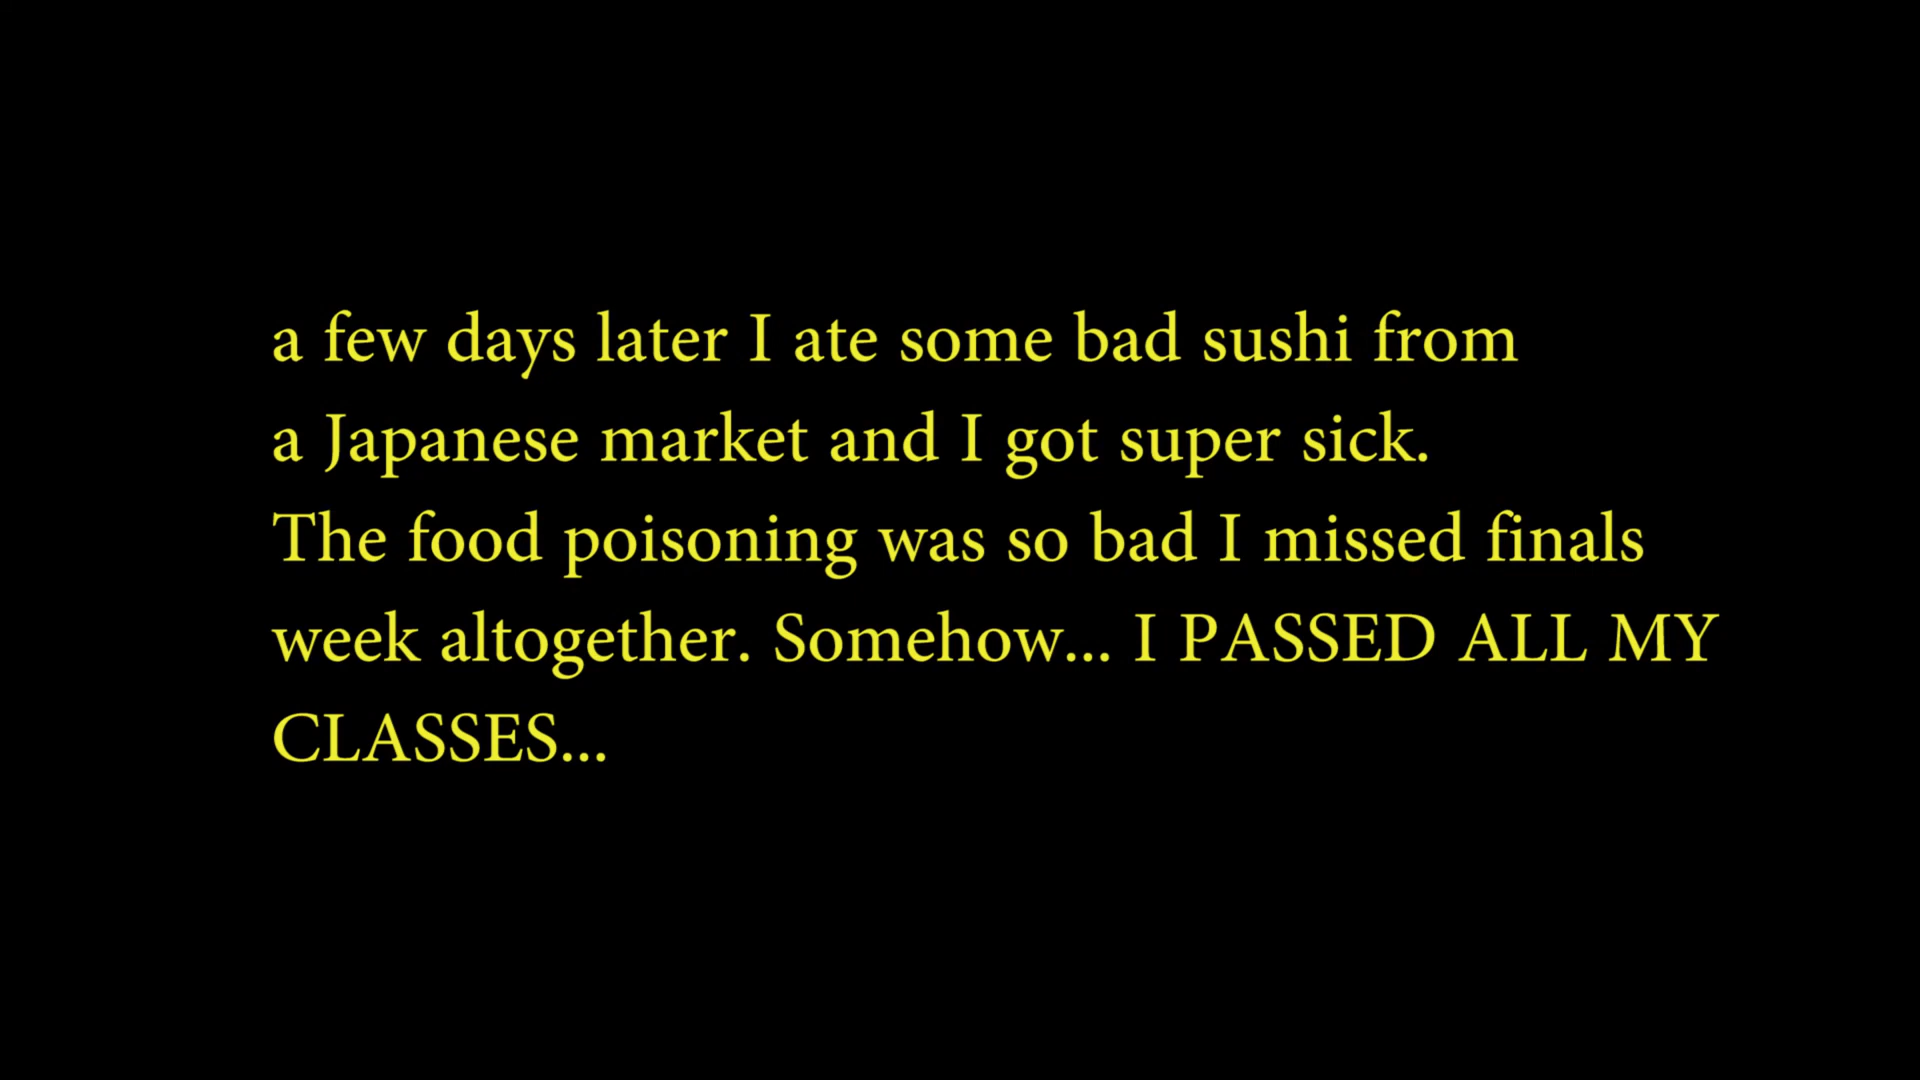 a few days later I ate some bad sushi from
a Japanese market and I got super sick.
The food poisoning was so bad I missed finals
week altogether. Somehow... I PASSED ALL MY
CLASSES...